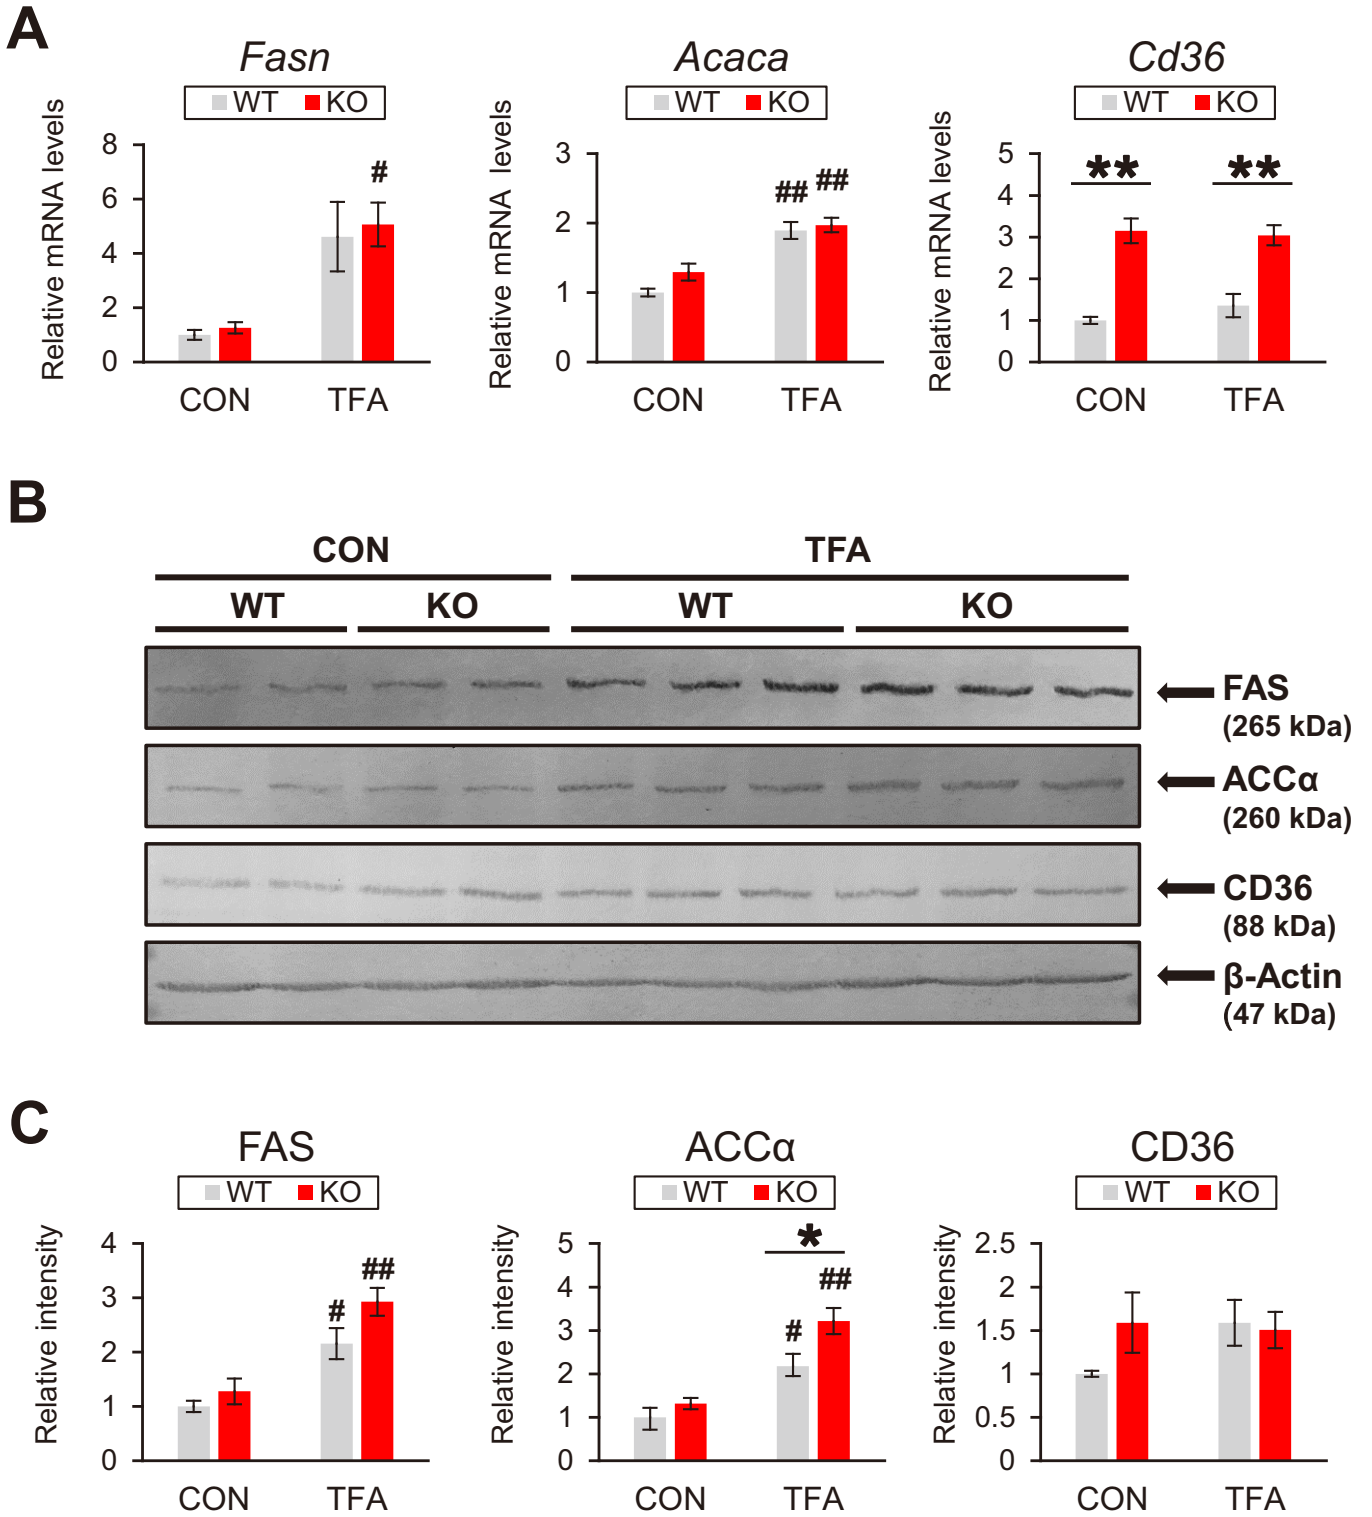 A
Fasn
WT KO
Relative mRNA levels
8
6
4
2
0
#
CON TFA
Acaca
WT KO
Relative mRNA levels
3
2
1
0
## ##
CON TFA
Cd36
WT KO
Relative mRNA levels
5
4
3
2
1
0
** **
CON TFA
B
CON TFA
WT KO WT KO
FAS
(265 kDa)
ACCα
(260 kDa)
CD36
(88 kDa)
β-Actin
(47 kDa)
C
FAS
WT KO
Relative intensity
4
3
2
1
0
# ##
CON TFA
ACCα
WT KO
Relative intensity
5
4
3
2
1
0
*
# ##
CON TFA
CD36
WT KO
Relative intensity
2.5
2
1.5
1
0.5
0
CON TFA